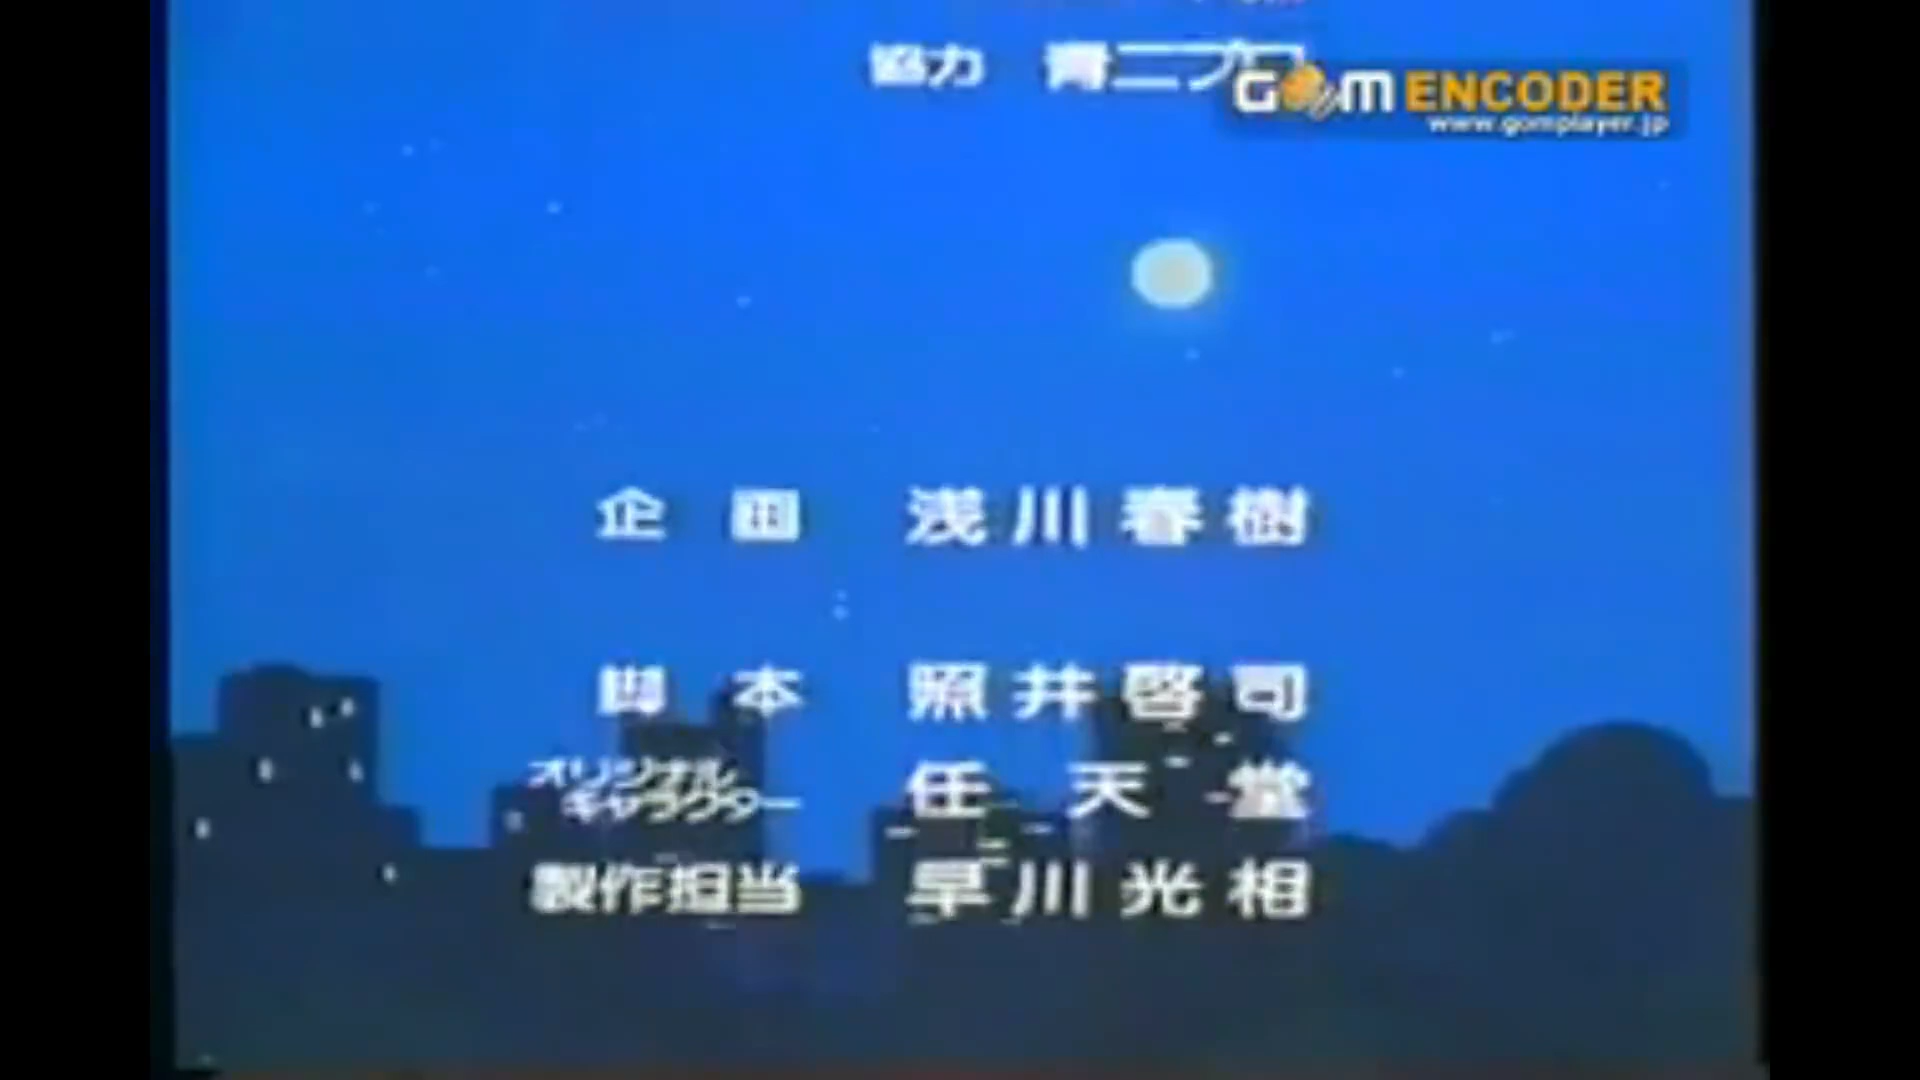 協力 青二プロ
GOM ENCODER
www.gomplayer.jp
企画 浅川春樹
脚本 照井啓司
オリジナルキャラクター 任天堂
製作担当 早川光相